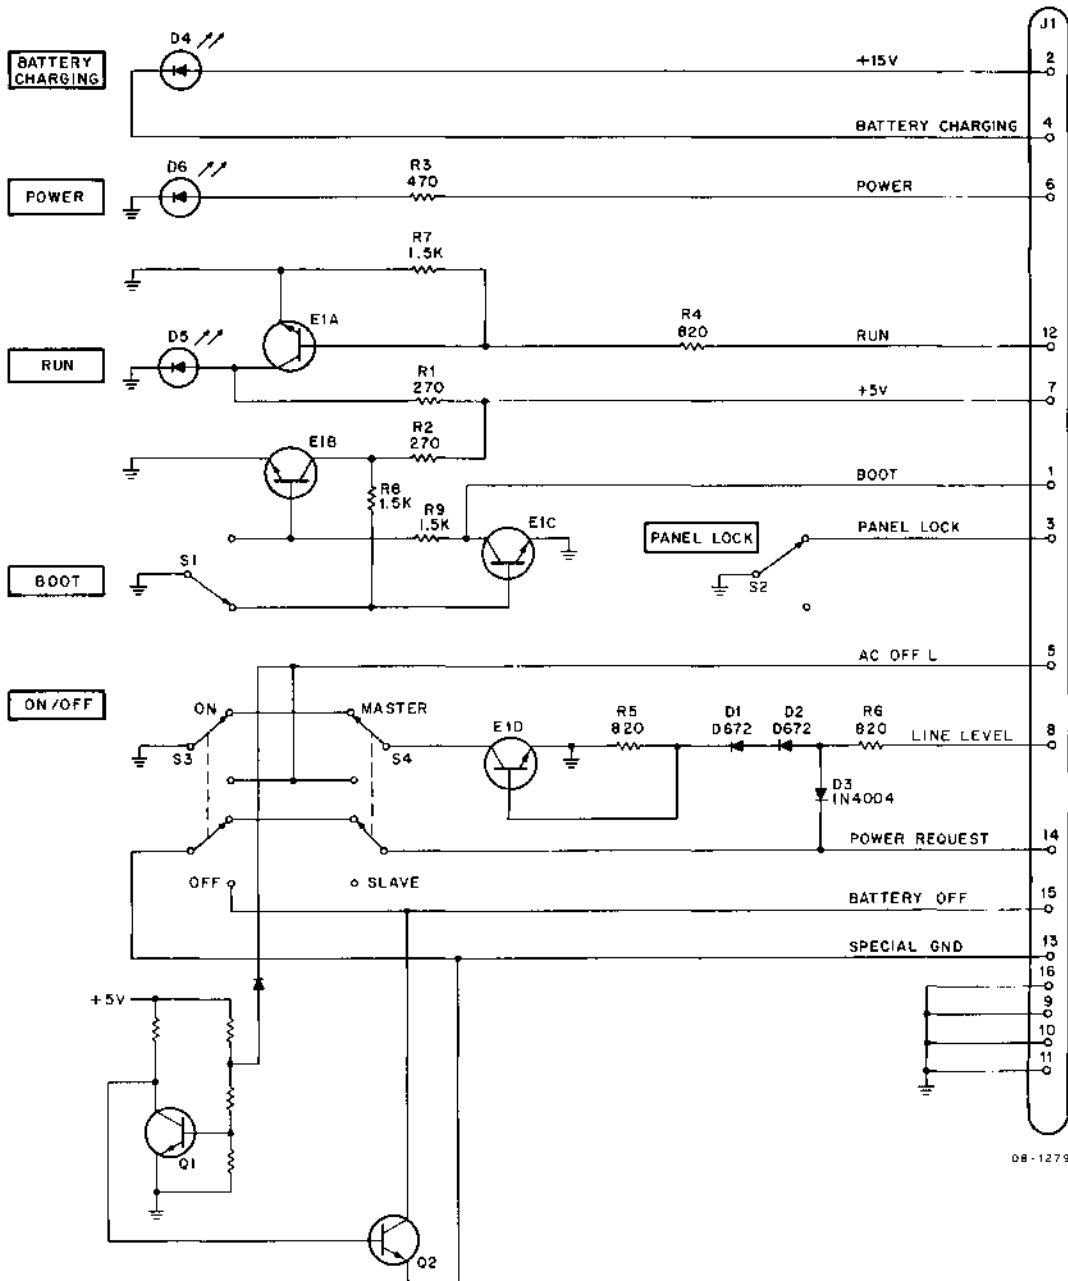 J1
D4
BATTERY
CHARGING
+15V
2
BATTERY CHARGING
4
D6
R3
470
POWER
POWER
6
R7
1.5K
E1A
R4
820
RUN
12
D5
RUN
R1
270
+5V
7
R2
270
E1B
R8
1.5K
BOOT
1
R9
1.5K
E1C
PANEL LOCK
PANEL LOCK
3
S1
BOOT
S2
AC OFF L
5
ON/OFF
ON
MASTER
R5
820
D1
D672
D2
D672
R6
820
E1D
LINE LEVEL
8
S3
S4
D3
1N4004
POWER REQUEST
14
OFF
SLAVE
BATTERY OFF
15
SPECIAL GND
13
16
+5V
9
10
11
Q1
08-1279
Q2